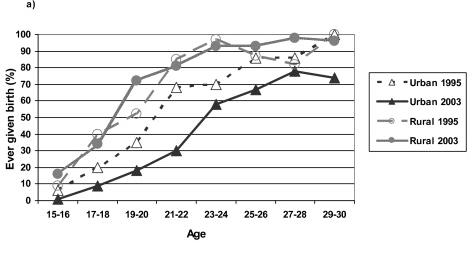 a)
Ever given birth (%)
100
90
80
70
60
50
40
30
20
10
0
15-16 17-18 19-20 21-22 23-24 25-26 27-28 29-30
Age
Urban 1995
Urban 2003
Rural 1995
Rural 2003